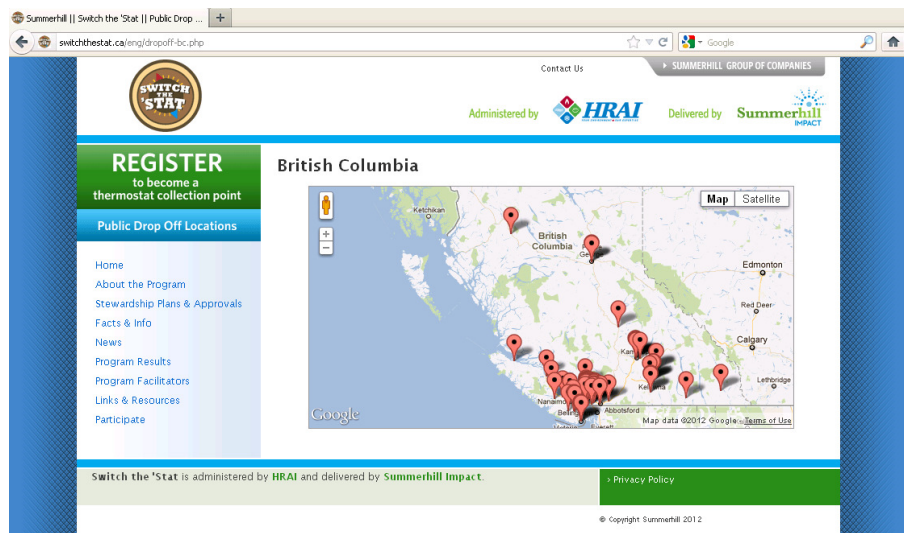 Summerhill || Switch the 'Stat || Public Drop ...
switchthestat.ca/eng/dropoff-bc.php
Google
Contact Us
SUMMERHILL GROUP OF COMPANIES
SWITCH
THE
'STAT
Administered by
HRAI
Delivered by
Summerhill
IMPACT
REGISTER
to become a
thermostat collection point
Public Drop Off Locations
Home
About the Program
Stewardship Plans & Approvals
Facts & Info
News
Program Results
Program Facilitators
Links & Resources
Participate
British Columbia
Map Satellite
Ketchikan
British
Columbia
Edmonton
Red Deer
Calgary
Lethbridge
Nanaimo
Abbotsford
Google
Map data ©2012 Google - Terms of Use
Switch the 'Stat is administered by HRAI and delivered by Summerhill Impact.
› Privacy Policy
© Copyright Summerhill 2012